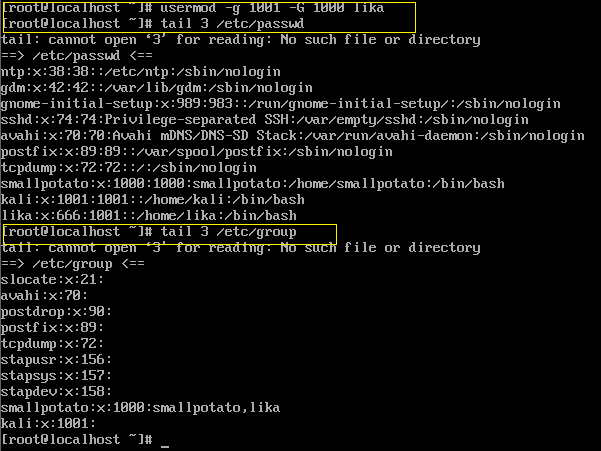 [root@localhost ~]# usermod -g 1001 -G 1000 lika
[root@localhost ~]# tail 3 /etc/passwd
tail: cannot open ‘3’ for reading: No such file or directory
==> /etc/passwd <==
ntp:x:38:38::/etc/ntp:/sbin/nologin
gdm:x:42:42::/var/lib/gdm:/sbin/nologin
gnome-initial-setup:x:989:983::/run/gnome-initial-setup/:/sbin/nologin
sshd:x:74:74:Privilege-separated SSH:/var/empty/sshd:/sbin/nologin
avahi:x:70:70:Avahi mDNS/DNS-SD Stack:/var/run/avahi-daemon:/sbin/nologin
postfix:x:89:89::/var/spool/postfix:/sbin/nologin
tcpdump:x:72:72::/:/sbin/nologin
smallpotato:x:1000:1000:smallpotato:/home/smallpotato:/bin/bash
kali:x:1001:1001::/home/kali:/bin/bash
lika:x:666:1001::/home/lika:/bin/bash
[root@localhost ~]# tail 3 /etc/group
tail: cannot open ‘3’ for reading: No such file or directory
==> /etc/group <==
slocate:x:21:
avahi:x:70:
postdrop:x:90:
postfix:x:89:
tcpdump:x:72:
stapusr:x:156:
stapsys:x:157:
stapdev:x:158:
smallpotato:x:1000:smallpotato,lika
kali:x:1001:
[root@localhost ~]# _